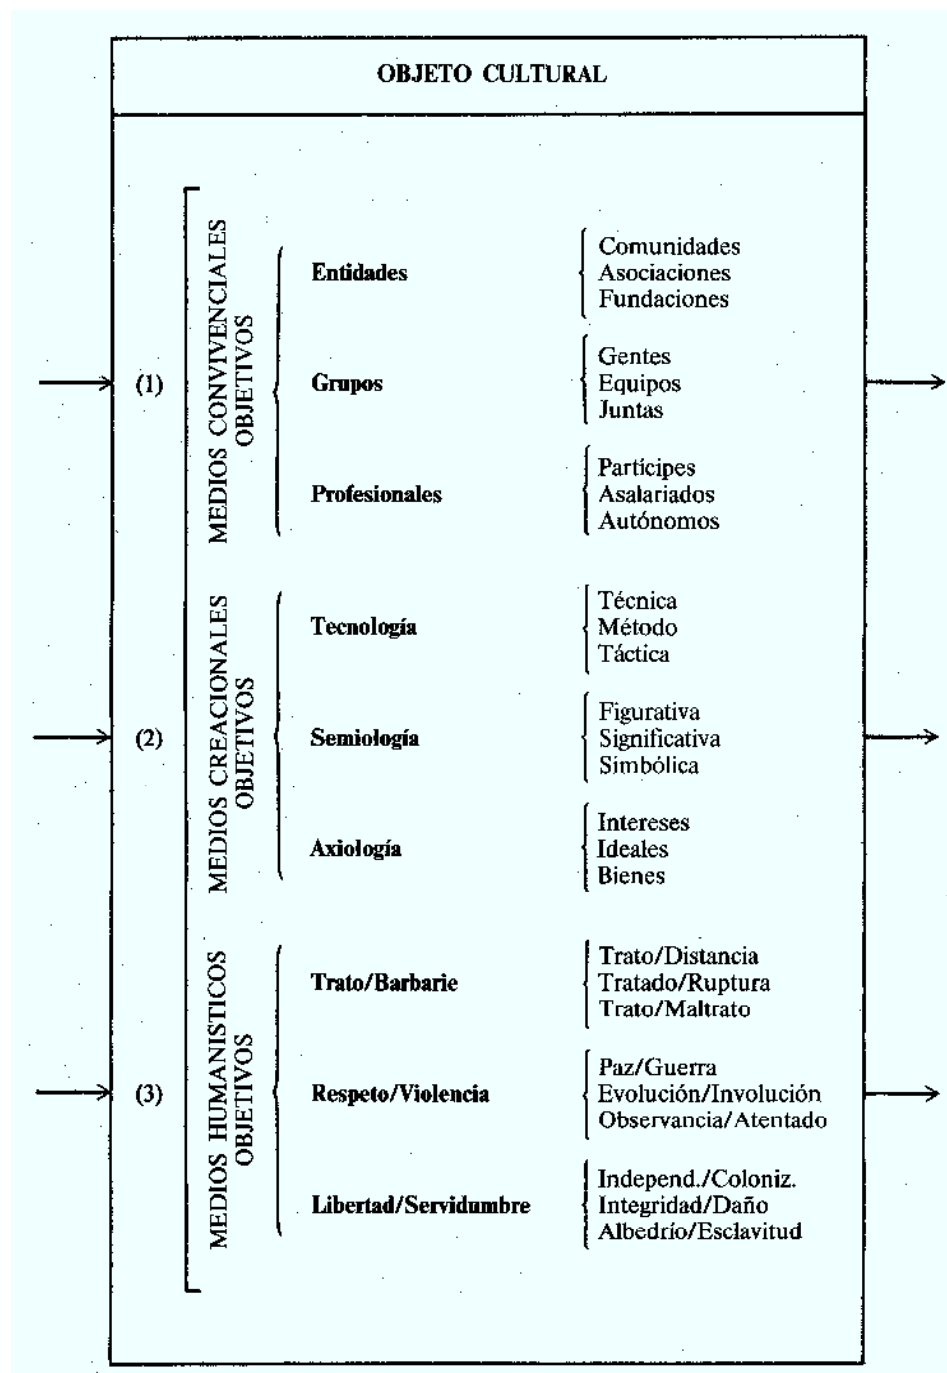 OBJETO CULTURAL
(1)
MEDIOS CONVIVENCIALES
OBJETIVOS
Entidades
Comunidades
Asociaciones
Fundaciones
Grupos
Gentes
Equipos
Juntas
Profesionales
Partícipes
Asalariados
Autónomos
(2)
MEDIOS CREACIONALES
OBJETIVOS
Tecnología
Técnica
Método
Táctica
Semiología
Figurativa
Significativa
Simbólica
Axiología
Intereses
Ideales
Bienes
(3)
MEDIOS HUMANISTICOS
OBJETIVOS
Trato/Barbarie
Trato/Distancia
Tratado/Ruptura
Trato/Maltrato
Respeto/Violencia
Paz/Guerra
Evolución/Involución
Observancia/Atentado
Libertad/Servidumbre
Independ./Coloniz.
Integridad/Daño
Albedrío/Esclavitud